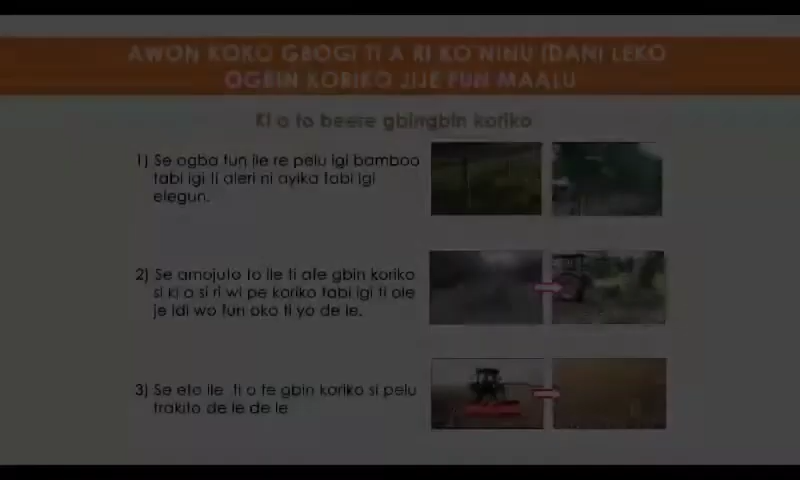 AWON KOKO GBOGI TI A RI KO NINU IDANI LEKO
OGBIN KORIKO JIJE FUN MAALU
Ki o to beere gbingbin koriko
1) Se ogba fun ile re pelu igi bamboo
tabi igi ti aleri ni ayika tabi igi
elegun.
2) Se amojuto to ile ti ale gbin koriko
si ki o si ri wi pe koriko tabi igi ti ole
je idi wo fun oko ti yo de le.
3) Se eto ile ti o fe gbin koriko si pelu
trakito de le de le